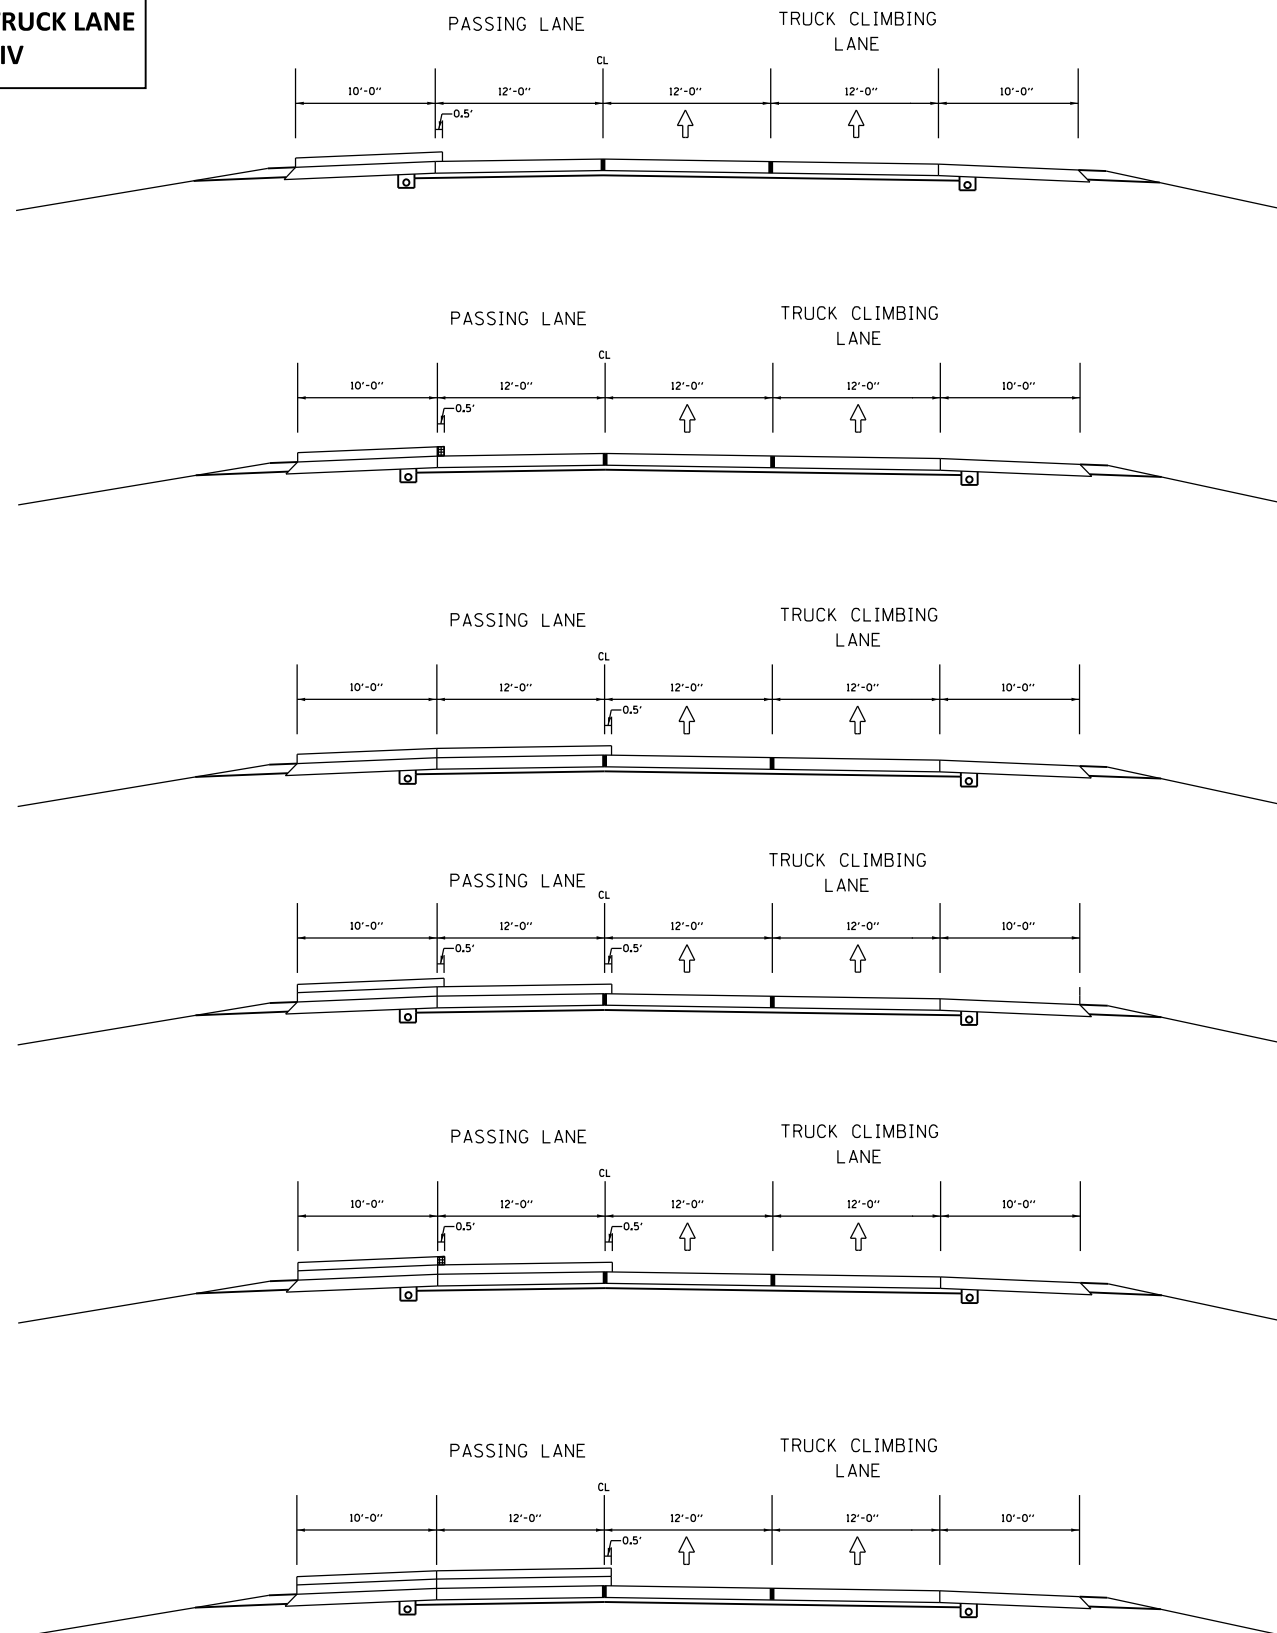 TRUCK LANE
IV
PASSING LANE
TRUCK CLIMBING
LANE
CL
10'-0" 12'-0" 12'-0" 12'-0" 10'-0"
0.5'
PASSING LANE
TRUCK CLIMBING
LANE
CL
10'-0" 12'-0" 12'-0" 12'-0" 10'-0"
0.5'
PASSING LANE
TRUCK CLIMBING
LANE
CL
10'-0" 12'-0" 12'-0" 12'-0" 10'-0"
0.5'
PASSING LANE
TRUCK CLIMBING
LANE
CL
10'-0" 12'-0" 12'-0" 12'-0" 10'-0"
0.5' 0.5'
PASSING LANE
TRUCK CLIMBING
LANE
CL
10'-0" 12'-0" 12'-0" 12'-0" 10'-0"
0.5' 0.5'
PASSING LANE
TRUCK CLIMBING
LANE
CL
10'-0" 12'-0" 12'-0" 12'-0" 10'-0"
0.5'